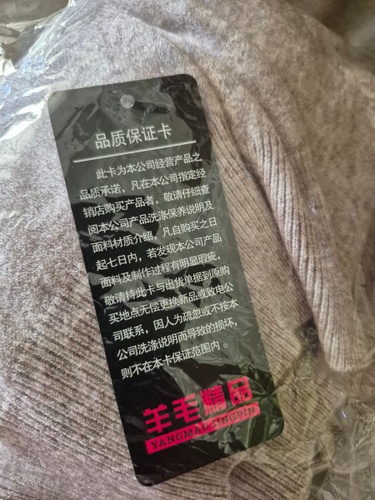 品质保证卡
此卡为本公司经营产品之
品质承诺，凡在本公司指定经
销店购买产品者，敬请仔细查
阅本公司产品洗涤保养说明及
面料材质介绍，凡自购买之日
起七日内，若发现本公司产品
面料及制作过程有明显瑕疵，
敬请持此卡与出货单据到原购
买地点无偿更换新品或致电公
司联系，因人为疏忽或不按本
公司洗涤说明而导致的损坏，
则不在本卡保证范围内。
羊毛精品
YANGMAOJINGPIN